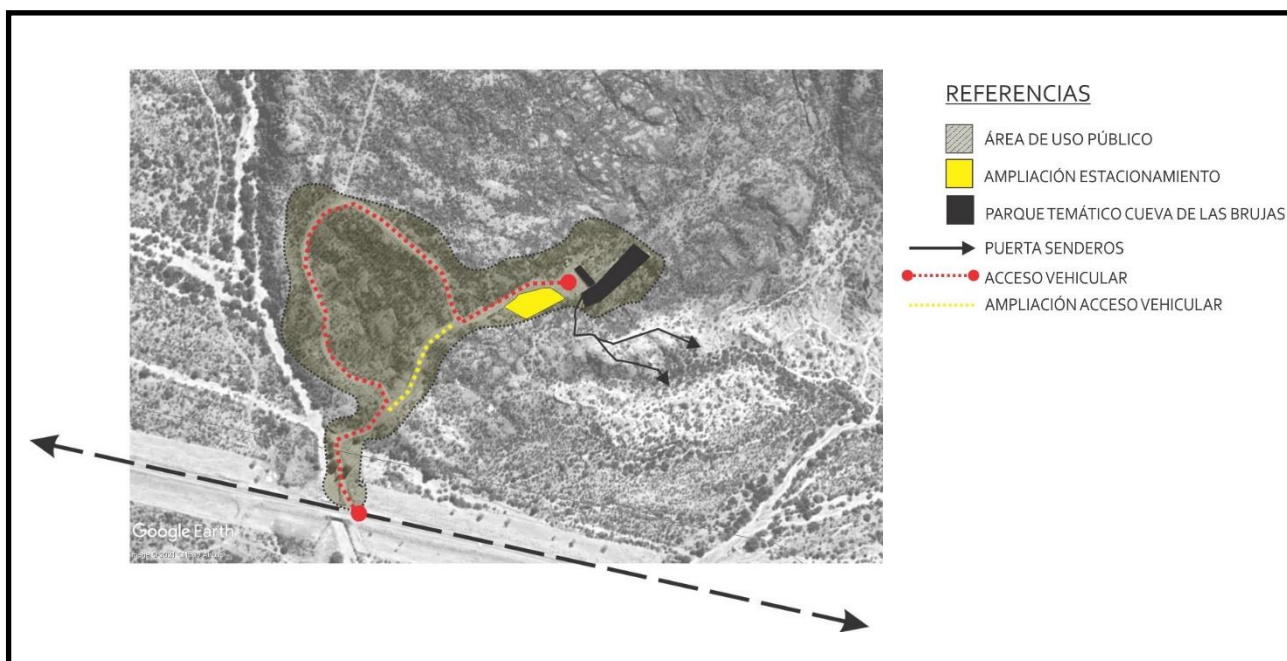 REFERENCIAS
ÁREA DE USO PÚBLICO
AMPLIACIÓN ESTACIONAMIENTO
PARQUE TEMÁTICO CUEVA DE LAS BRUJAS
PUERTA SENDEROS
ACCESO VEHICULAR
AMPLIACIÓN ACCESO VEHICULAR
Google Earth
© 2021